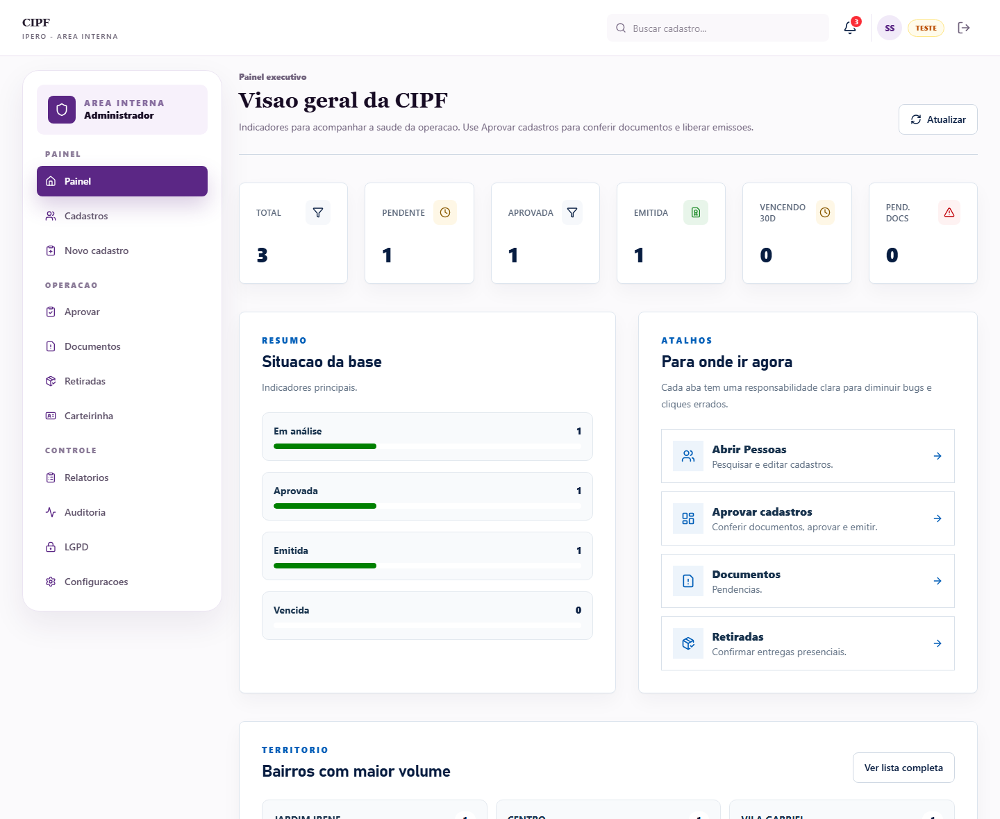 CIPF
IPERO - AREA INTERNA
Buscar cadastro...
3
SS
TESTE
AREA INTERNA
Administrador
PAINEL
Painel
Cadastros
Novo cadastro
OPERACAO
Aprovar
Documentos
Retiradas
Carteirinha
CONTROLE
Relatorios
Auditoria
LGPD
Configuracoes
Painel executivo
Visao geral da CIPF
Indicadores para acompanhar a saude da operacao. Use Aprovar cadastros para conferir documentos e liberar emissoes.
Atualizar
TOTAL
3
PENDENTE
1
APROVADA
1
EMITIDA
1
VENCENDO
30D
0
PEND.
DOCS
0
RESUMO
Situacao da base
Indicadores principais.
Em análise 1
Aprovada 1
Emitida 1
Vencida 0
ATALHOS
Para onde ir agora
Cada aba tem uma responsabilidade clara para diminuir bugs e
cliques errados.
Abrir Pessoas
Pesquisar e editar cadastros.
Aprovar cadastros
Conferir documentos, aprovar e emitir.
Documentos
Pendencias.
Retiradas
Confirmar entregas presenciais.
TERRITORIO
Bairros com maior volume
Ver lista completa
JARDIM IRENE 1
CENTRO 1
VILA GABRIEL 1